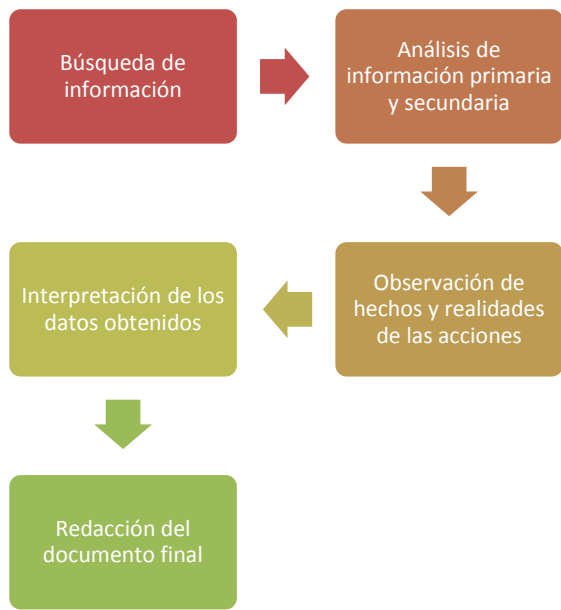 Búsqueda de
información
Análisis de
información primaria
y secundaria
Observación de
hechos y realidades
de las acciones
Interpretación de los
datos obtenidos
Redacción del
documento final